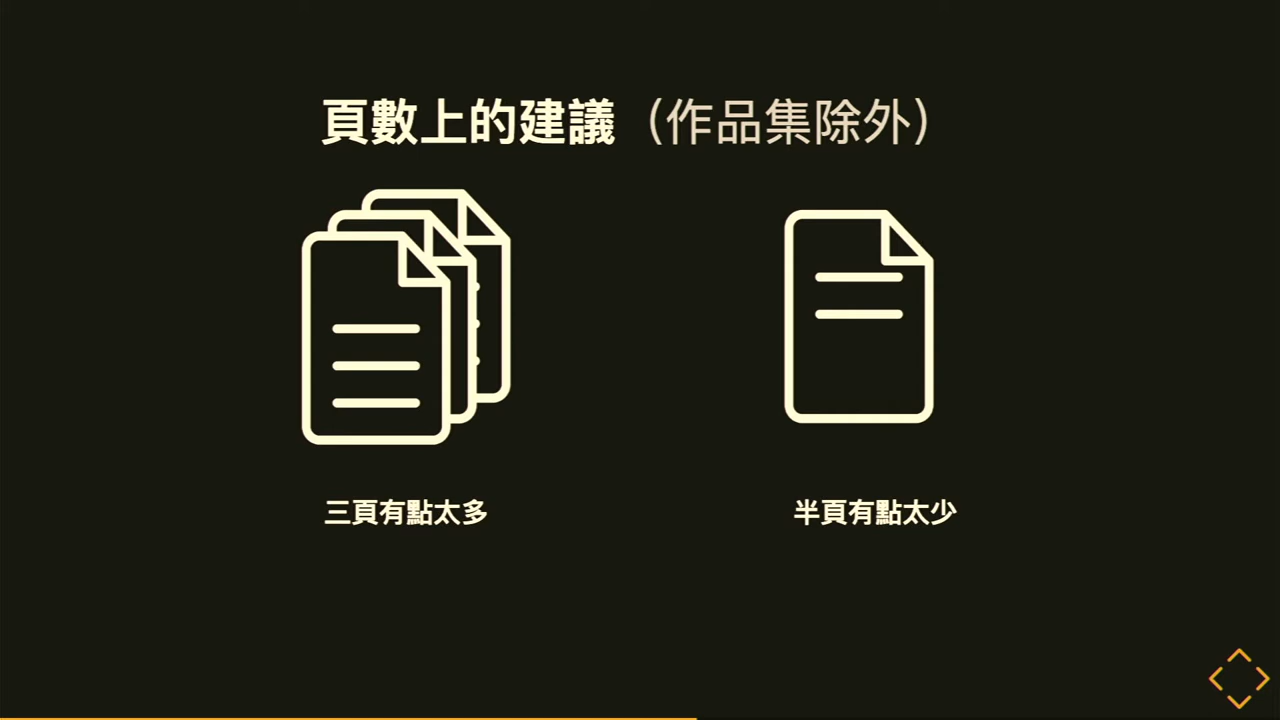 頁數上的建議（作品集除外）
三頁有點太多
半頁有點太少